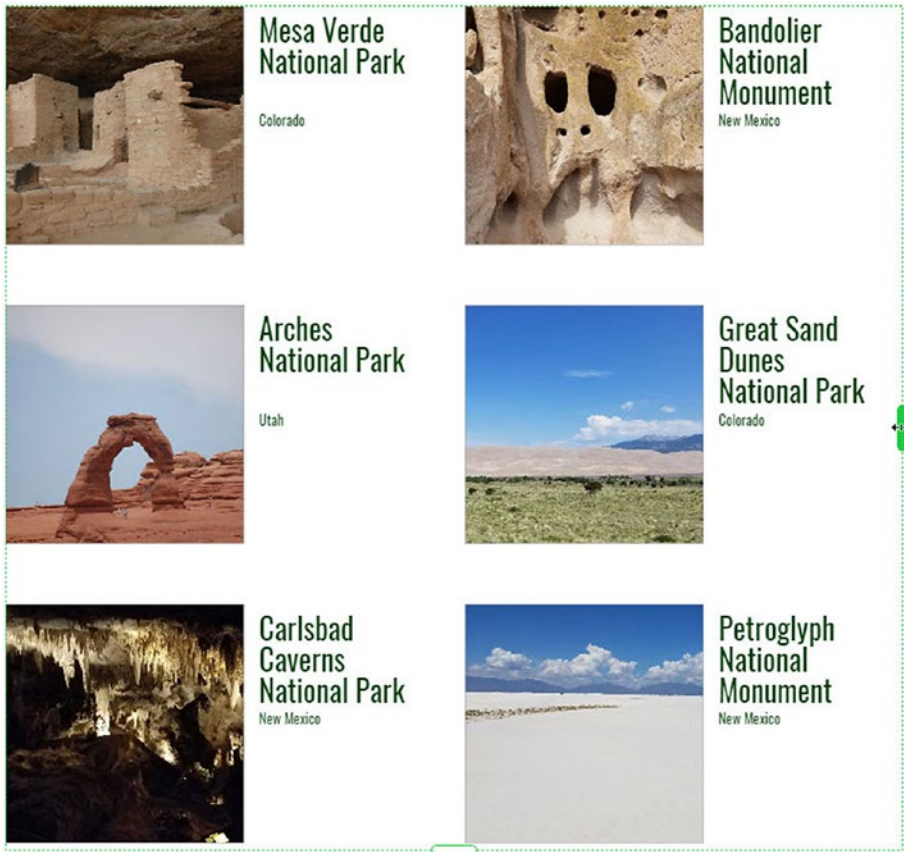 Mesa Verde
National Park
Colorado
Bandolier
National
Monument
New Mexico
Arches
National Park
Utah
Great Sand
Dunes
National Park
Colorado
Carlsbad
Caverns
National Park
New Mexico
Petroglyph
National
Monument
New Mexico